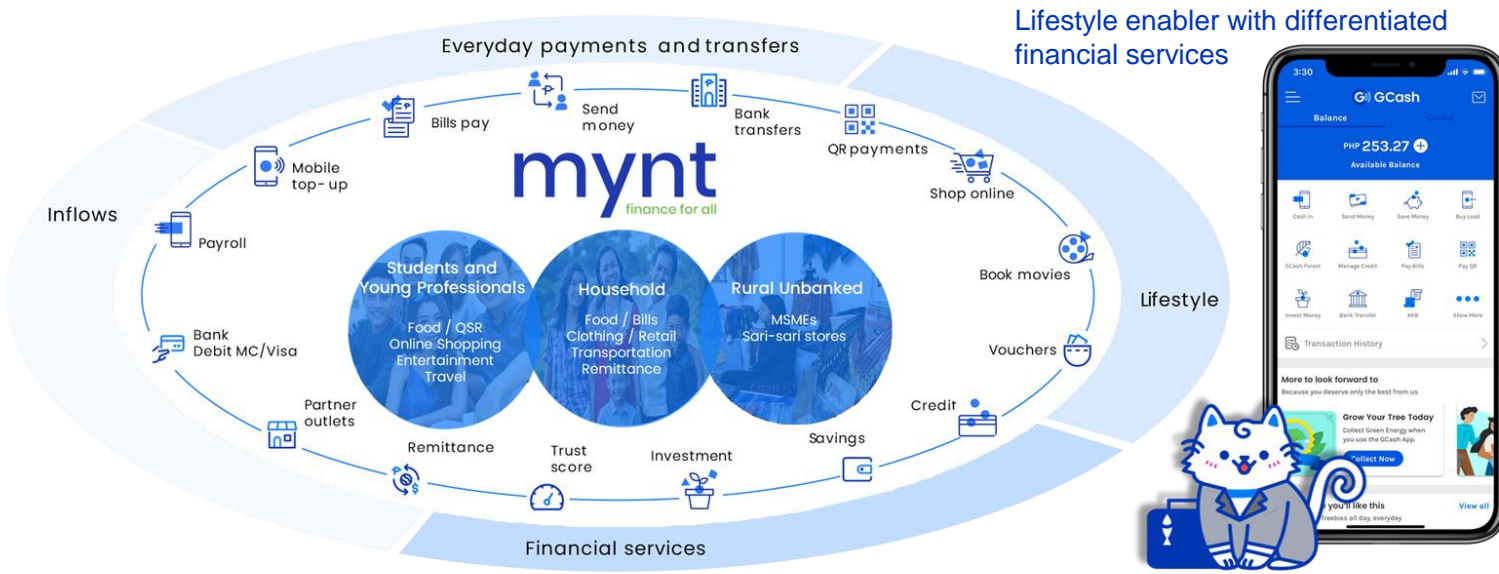 Lifestyle enabler with differentiated
financial services
Everyday payments and transfers
Inflows
Lifestyle
Financial services
Bills pay
Send
money
Bank
transfers
QR payments
Shop online
Book movies
Vouchers
Credit
Savings
Investment
Trust
score
Remittance
Partner
outlets
Bank
Debit MC/Visa
Payroll
Mobile
top-up
mynt
finance for all
Students and
Young Professionals
Food / QSR
Online Shopping
Entertainment
Travel
Household
Food / Bills
Clothing / Retail
Transportation
Remittance
Rural Unbanked
MSMEs
Sari-sari stores
3:30
G)) GCash
Balance
Credit
PHP 253.27
Available Balance
Cash In
Send Money
Save Money
Buy Load
GCash Forest
Manage Credit
Pay Bills
Pay QR
Invest Money
Bank Transfer
KKB
Show More
Transaction History
More to look forward to
Because you deserve only the best from us
Grow Your Tree Today
Collect Green Energy when
you use the GCash App.
Collect Now
you'll like this
View all
freebies all day, everyday